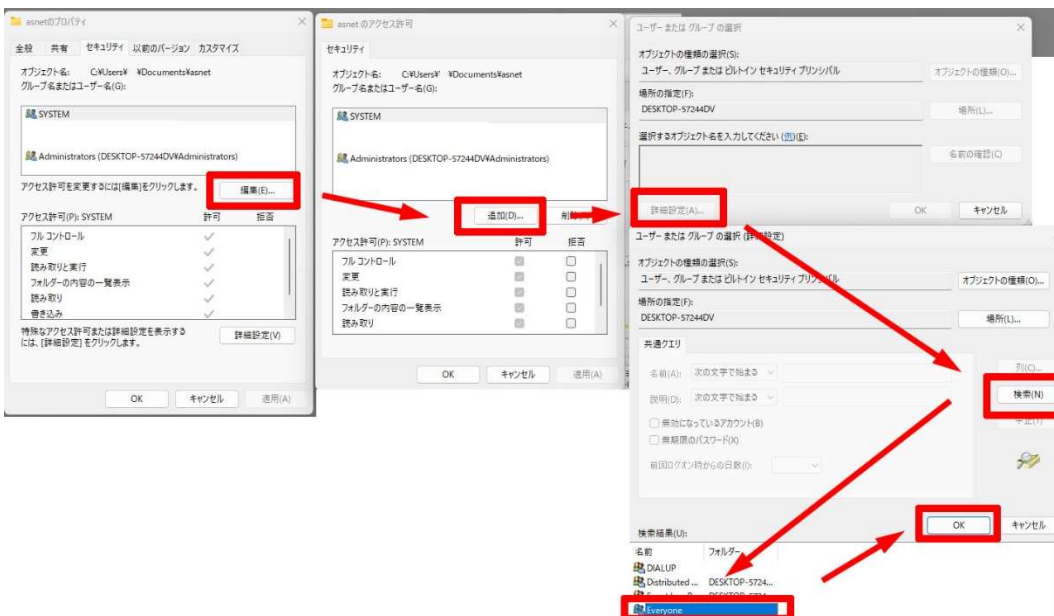 asnetのプロパティ
全般 共有 セキュリティ 以前のバージョン カスタマイズ
オブジェクト名: C:¥Users¥ ¥Documents¥asnet
グループ名またはユーザー名(G):
SYSTEM
Administrators (DESKTOP-57244DV¥Administrators)
アクセス許可を変更するには[編集]をクリックします。
編集(E)...
アクセス許可(P): SYSTEM 許可 拒否
フル コントロール
変更
読み取りと実行
フォルダーの内容の一覧表示
読み取り
書き込み
特殊なアクセス許可または詳細設定を表示する
には、[詳細設定] をクリックします。
詳細設定(V)
OK キャンセル 適用(A)
asnet のアクセス許可
セキュリティ
オブジェクト名: C:¥Users¥ ¥Documents¥asnet
グループ名またはユーザー名(G):
SYSTEM
Administrators (DESKTOP-57244DV¥Administrators)
追加(D)...
アクセス許可(P): SYSTEM 許可 拒否
フル コントロール
変更
読み取りと実行
フォルダーの内容の一覧表示
読み取り
OK キャンセル 適用(A)
ユーザー または グループ の選択
オブジェクトの種類の選択(S):
ユーザー、グループ または ビルトイン セキュリティ プリンシパル
オブジェクトの種類(O)...
場所の指定(F):
DESKTOP-57244DV
場所(L)...
選択するオブジェクト名を入力してください (例)(E):
名前の確認(C)
詳細設定(A)...
OK キャンセル
ユーザー または グループ の選択 (詳細設定)
オブジェクトの種類の選択(S):
ユーザー、グループ または ビルトイン セキュリティ プリンシパル
オブジェクトの種類(O)...
場所の指定(F):
DESKTOP-57244DV
場所(L)...
共通クエリ
名前(A): 次の文字で始まる
列(C)...
説明(D): 次の文字で始まる
検索(N)
無効になっているアカウント(B)
無期限のパスワード(X)
前回ログオン時からの日数(I):
OK キャンセル
検索結果(U):
名前 フォルダー
DIALUP
Distributed ... DESKTOP-5724...
Everyone